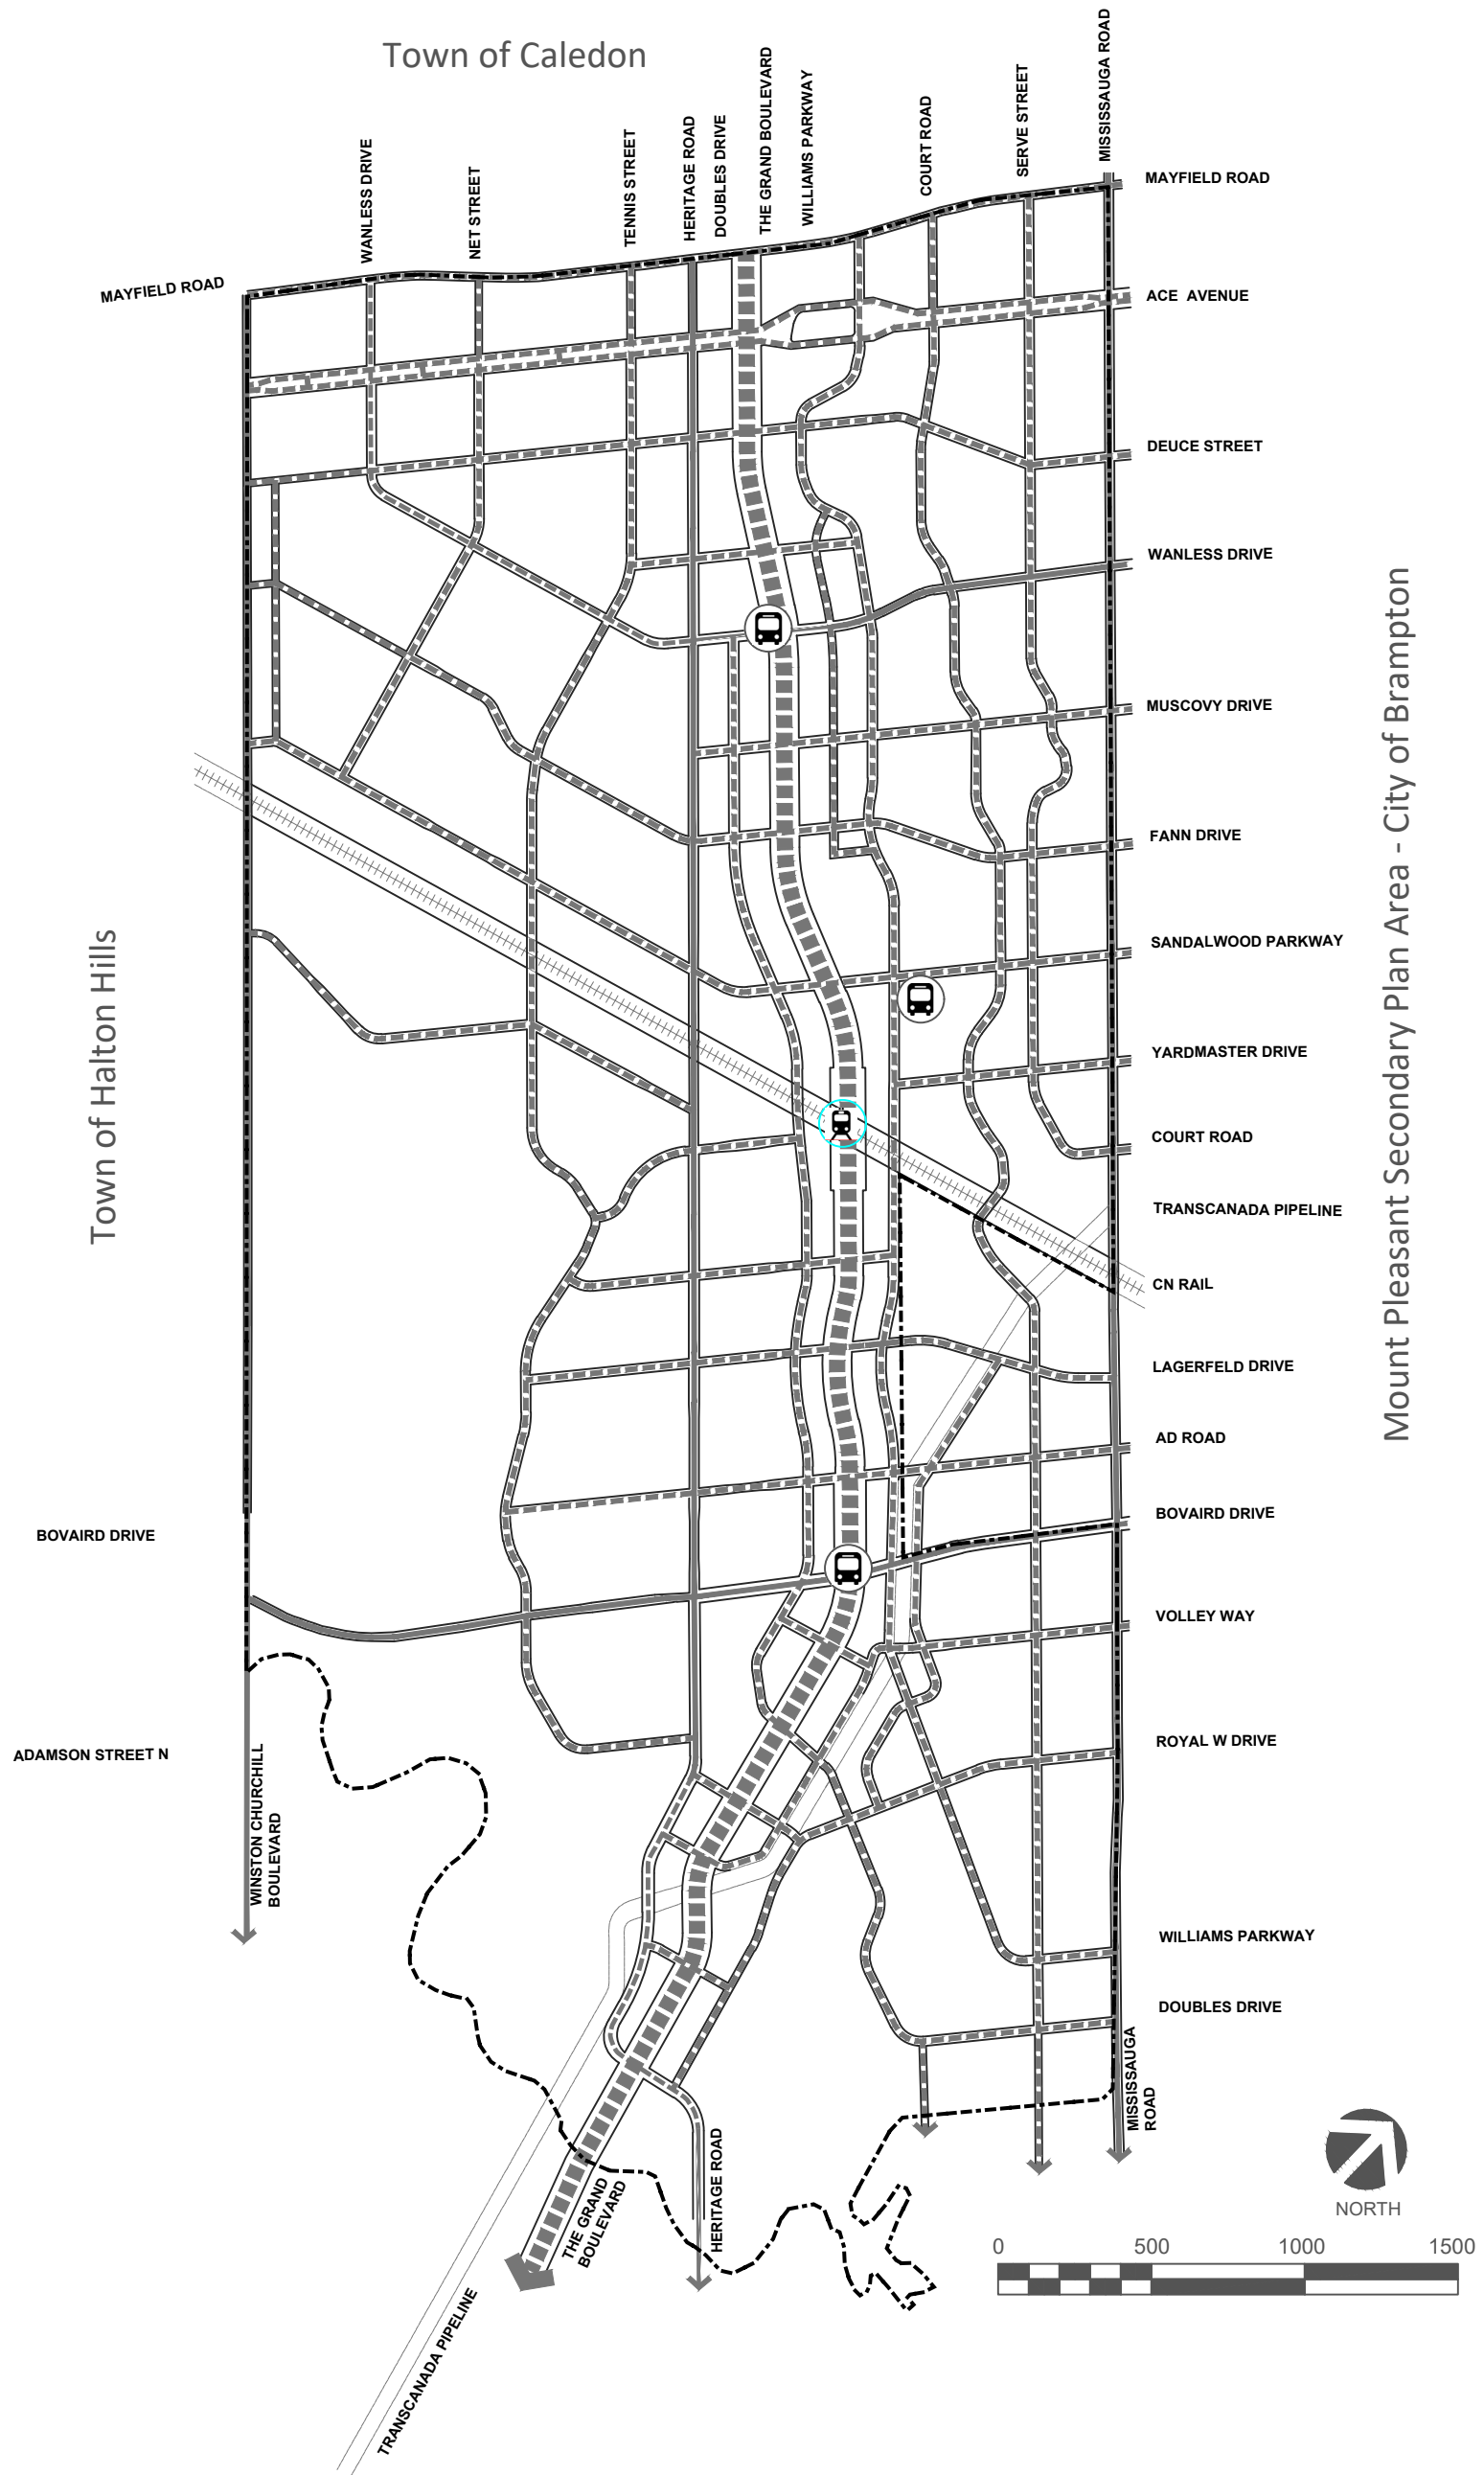 Town of Caledon
WANLESS DRIVE
NET STREET
TENNIS STREET
HERITAGE ROAD
DOUBLES DRIVE
THE GRAND BOULEVARD
WILLIAMS PARKWAY
COURT ROAD
SERVE STREET
MISSISSAUGA ROAD
MAYFIELD ROAD
MAYFIELD ROAD
ACE AVENUE
DEUCE STREET
WANLESS DRIVE
MUSCOVY DRIVE
FANN DRIVE
SANDALWOOD PARKWAY
YARDMASTER DRIVE
COURT ROAD
TRANSCANADA PIPELINE
CN RAIL
LAGERFELD DRIVE
AD ROAD
BOVAIRD DRIVE
VOLLEY WAY
ROYAL W DRIVE
WILLIAMS PARKWAY
DOUBLES DRIVE
Town of Halton Hills
Mount Pleasant Secondary Plan Area - City of Brampton
BOVAIRD DRIVE
ADAMSON STREET N
WINSTON CHURCHILL
BOULEVARD
MISSISSAUGA
ROAD
HERITAGE ROAD
THE GRAND
BOULEVARD
TRANSCANADA PIPELINE
NORTH
0 500 1000 1500